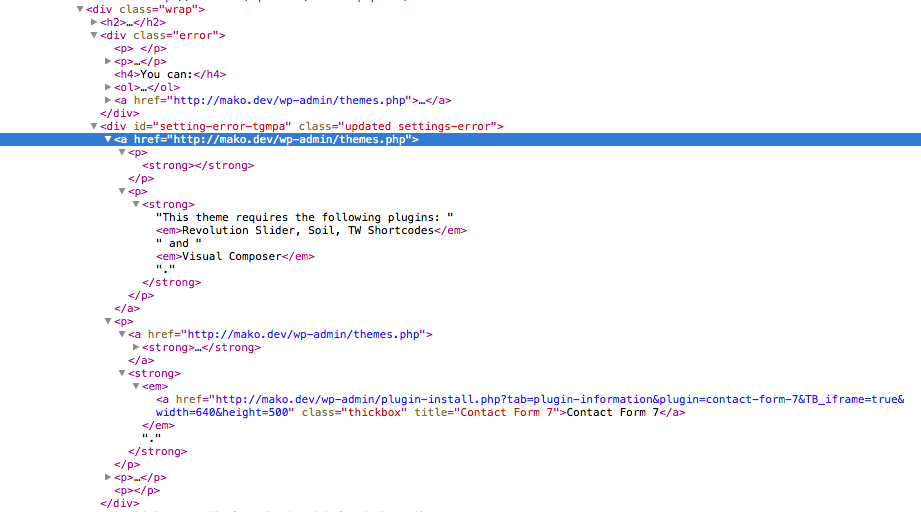 <div class="wrap">
<h2>…</h2>
<div class="error">
<p> </p>
<p>…</p>
<h4>You can:</h4>
<ol>…</ol>
<a href="http://mako.dev/wp-admin/themes.php">…</a>
</div>
<div id="setting-error-tgmpa" class="updated settings-error">
<a href="http://mako.dev/wp-admin/themes.php">
<p>
<strong></strong>
</p>
<p>
<strong>
"This theme requires the following plugins: "
<em>Revolution Slider, Soil, TW Shortcodes</em>
" and "
<em>Visual Composer</em>
"."
</strong>
</p>
</a>
<p>
<a href="http://mako.dev/wp-admin/themes.php">
<strong>…</strong>
</a>
<strong>
<em>
<a href="http://mako.dev/wp-admin/plugin-install.php?tab=plugin-information&plugin=contact-form-7&TB_iframe=true&
width=640&height=500" class="thickbox" title="Contact Form 7">Contact Form 7</a>
</em>
"."
</strong>
</p>
<p>…</p>
<p></p>
</div>